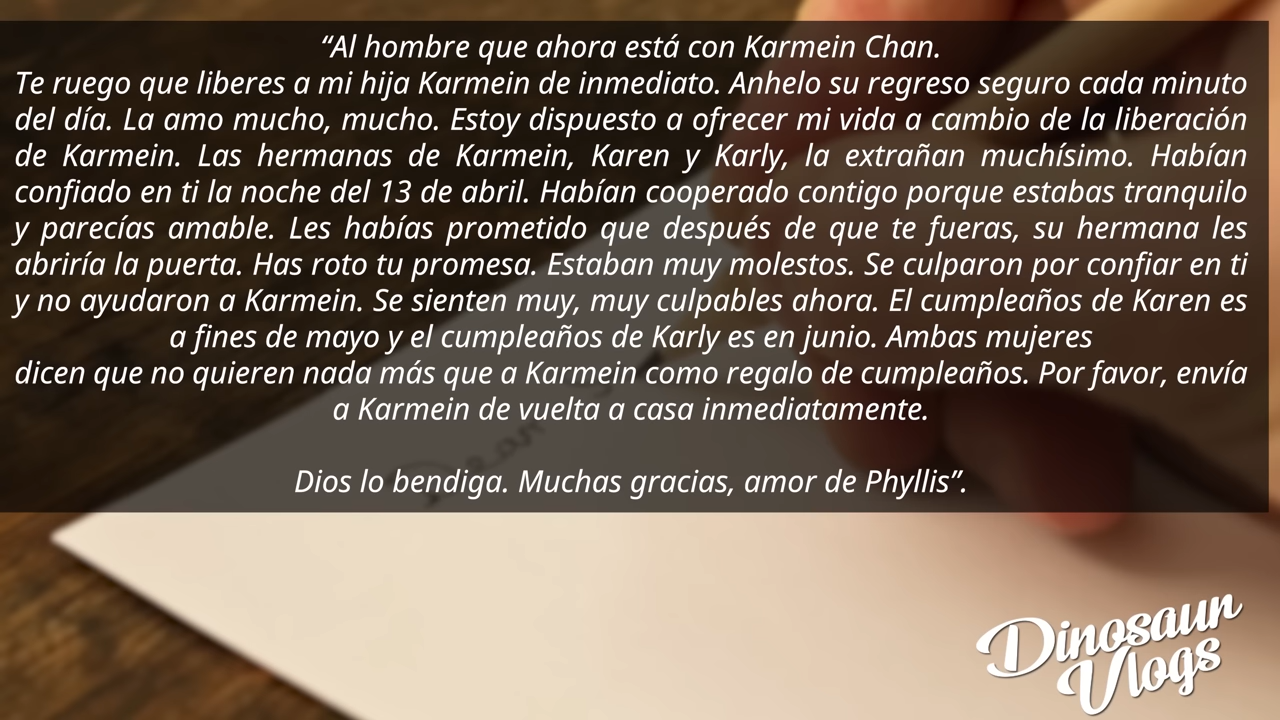 “Al hombre que ahora está con Karmein Chan.
Te ruego que liberes a mi hija Karmein de inmediato. Anhelo su regreso seguro cada minuto
del día. La amo mucho, mucho. Estoy dispuesto a ofrecer mi vida a cambio de la liberación
de Karmein. Las hermanas de Karmein, Karen y Karly, la extrañan muchísimo. Habían
confiado en ti la noche del 13 de abril. Habían cooperado contigo porque estabas tranquilo
y parecías amable. Les habías prometido que después de que te fueras, su hermana les
abriría la puerta. Has roto tu promesa. Estaban muy molestos. Se culparon por confiar en ti
y no ayudaron a Karmein. Se sienten muy, muy culpables ahora. El cumpleaños de Karen es
a fines de mayo y el cumpleaños de Karly es en junio. Ambas mujeres
dicen que no quieren nada más que a Karmein como regalo de cumpleaños. Por favor, envía
a Karmein de vuelta a casa inmediatamente.
Dios lo bendiga. Muchas gracias, amor de Phyllis”.
Dinosaun
Vlogs